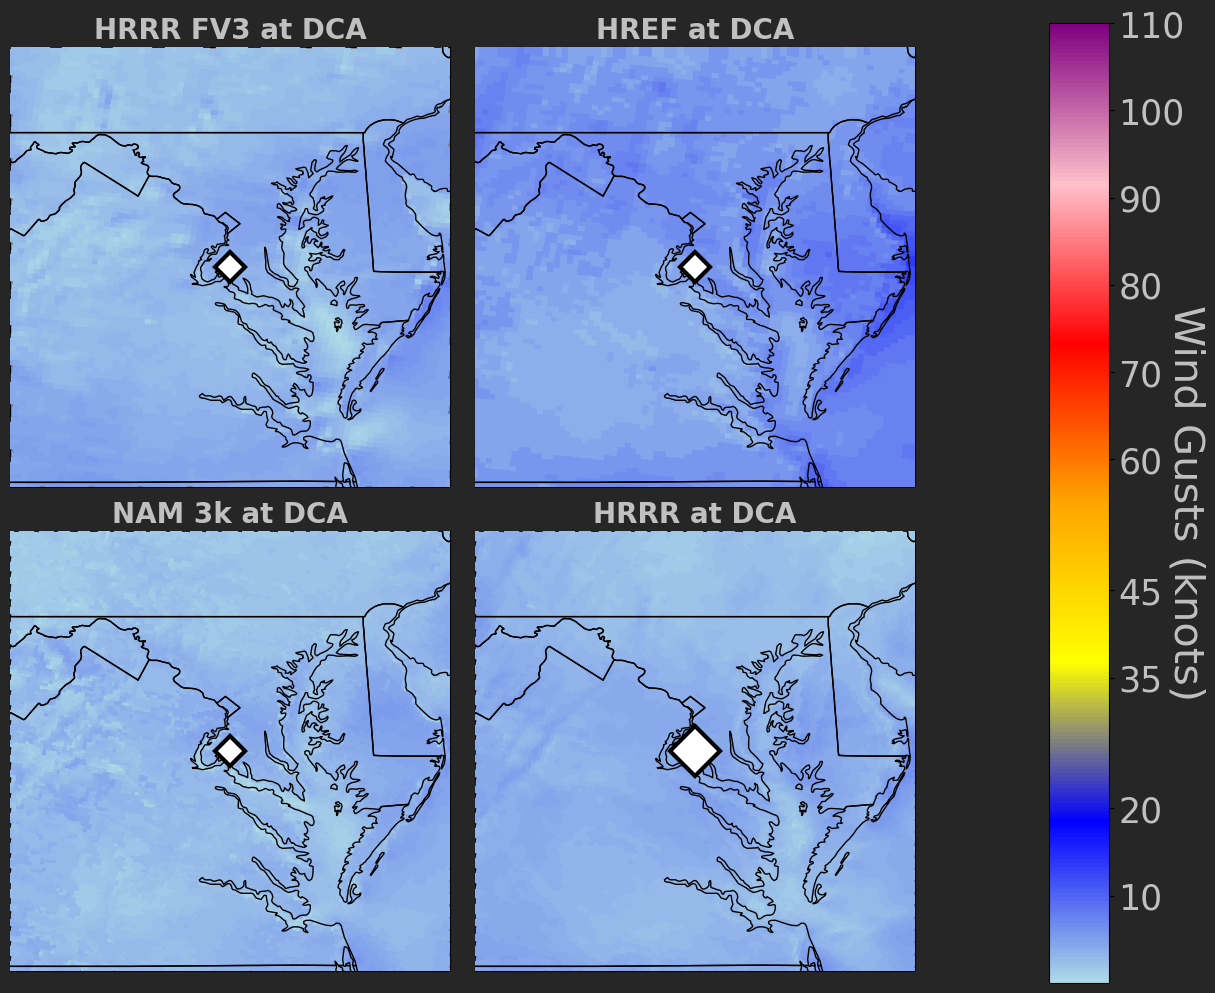 HRRR FV3 at DCA
HREF at DCA
NAM 3k at DCA
HRRR at DCA
110
100
90
80
70
60
45
35
20
10
Wind Gusts (knots)